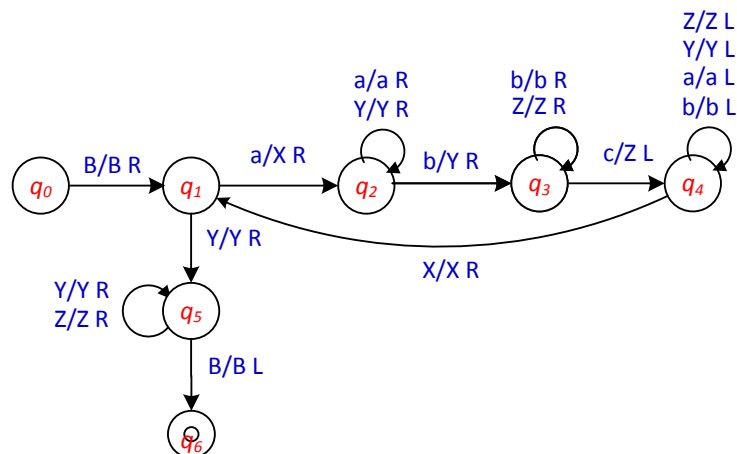 Z/Z L
Y/Y L
a/a L
b/b L
a/a R
Y/Y R
b/b R
Z/Z R
B/B R
a/X R
b/Y R
c/Z L
q0
q1
q2
q3
q4
Y/Y R
X/X R
Y/Y R
Z/Z R
q5
B/B L
q6